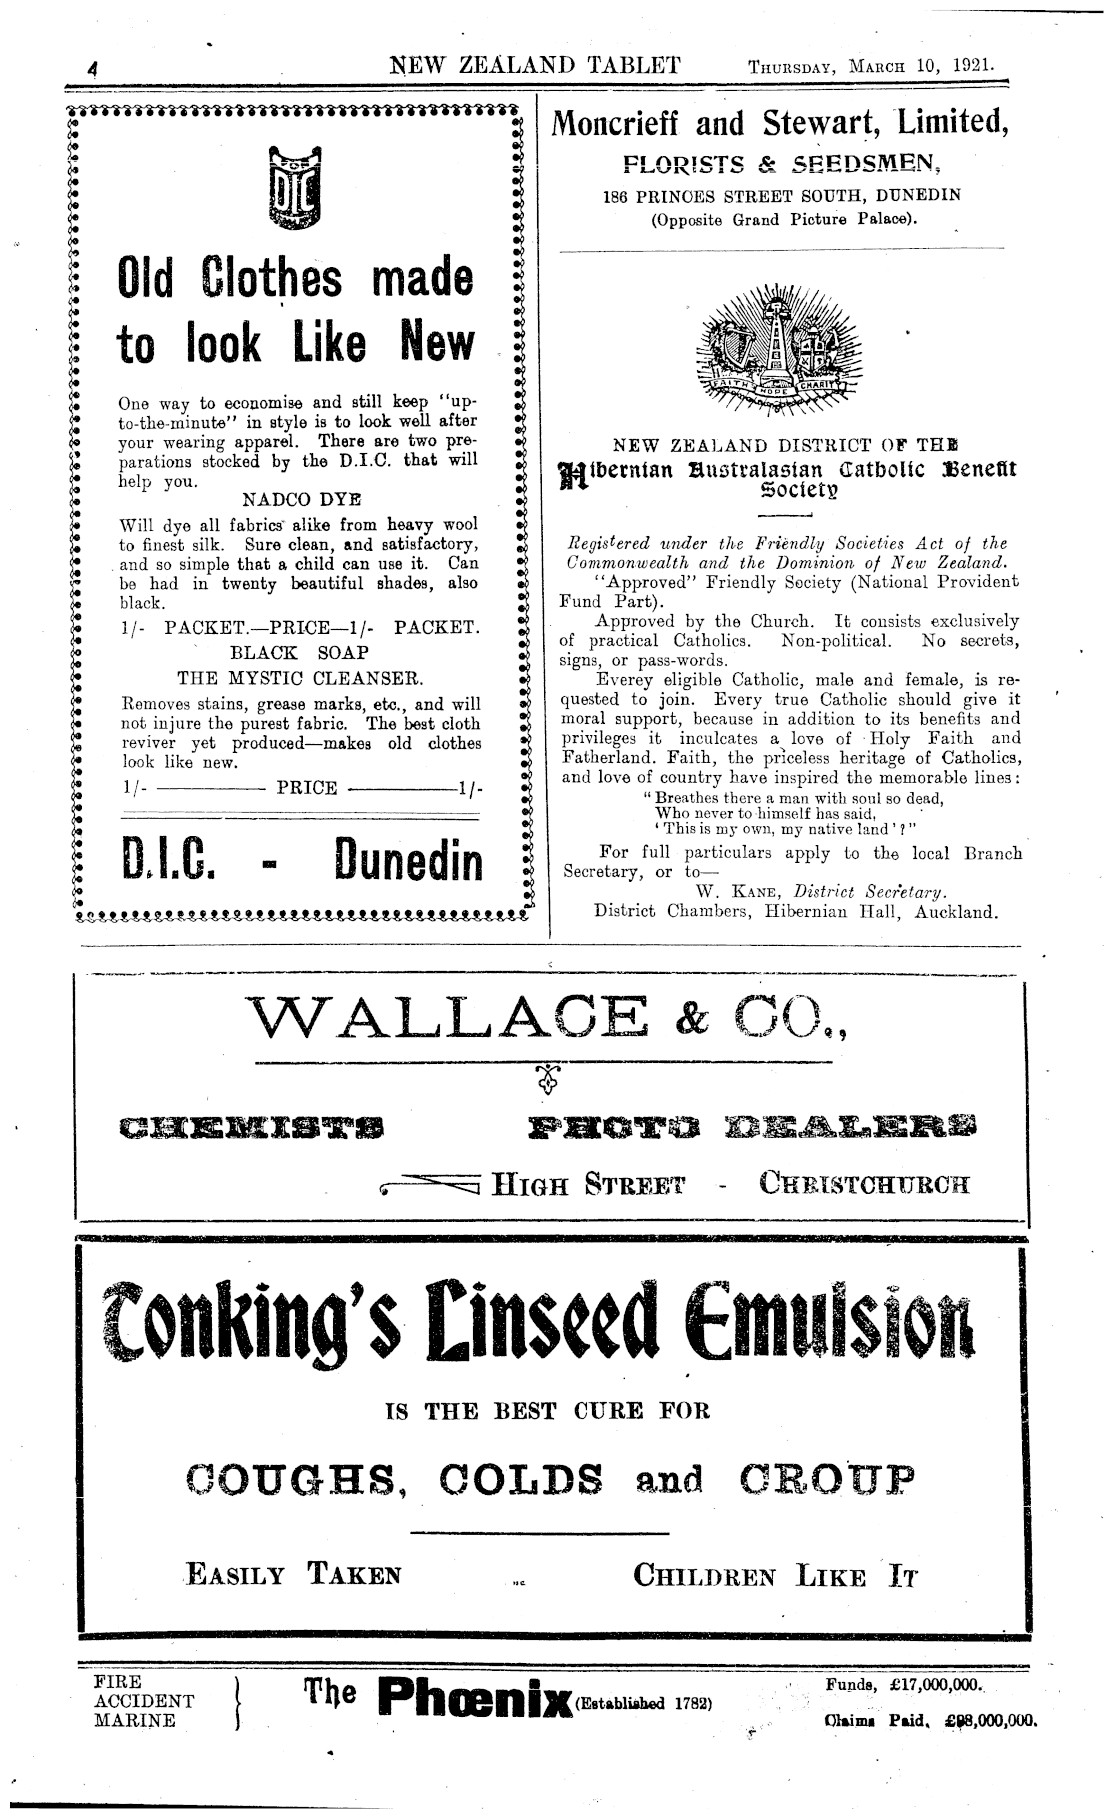 4 NEW ZEALAND TABLET THURSDAY, MARCH 10, 1921.
DIC
Old Clothes made
to look Like New
One way to economise and still keep "up-
to-the-minute" in style is to look well after
your wearing apparel. There are two pre-
parations stocked by the D.I.C. that will
help you.
NADCO DYE
Will dye all fabrics alike from heavy wool
to finest silk. Sure clean, and satisfactory,
and so simple that a child can use it. Can
be had in twenty beautiful shades, also
black.
1/- PACKET.—PRICE—1/- PACKET.
BLACK SOAP
THE MYSTIC CLEANSER.
Removes stains, grease marks, etc., and will
not injure the purest fabric. The best cloth
reviver yet produced—makes old clothes
look like new.
1/- ——— PRICE ———1/-
D.I.C. - Dunedin
Moncrieff and Stewart, Limited,
FLORISTS & SEEDSMEN,
186 PRINCES STREET SOUTH, DUNEDIN
(Opposite Grand Picture Palace).
FAITH HOPE CHARITY
NEW ZEALAND DISTRICT OF THE
Hibernian Australasian Catholic Benefit
Society
Registered under the Friendly Societies Act of the
Commonwealth and the Dominion of New Zealand.
"Approved" Friendly Society (National Provident
Fund Part).
Approved by the Church. It consists exclusively
of practical Catholics. Non-political. No secrets,
signs, or pass-words.
Everey eligible Catholic, male and female, is re-
quested to join. Every true Catholic should give it
moral support, because in addition to its benefits and
privileges it inculcates a love of Holy Faith and
Fatherland. Faith, the priceless heritage of Catholics,
and love of country have inspired the memorable lines:
"Breathes there a man with soul so dead,
Who never to himself has said,
'This is my own, my native land'?"
For full particulars apply to the local Branch
Secretary, or to—
W. KANE, District Secretary.
District Chambers, Hibernian Hall, Auckland.
WALLACE & CO.,
CHEMISTS PHOTO DEALERS
HIGH STREET - CHRISTCHURCH
Tonking's Linseed Emulsion
IS THE BEST CURE FOR
COUGHS, COLDS and CROUP
EASILY TAKEN CHILDREN LIKE IT
FIRE
ACCIDENT
MARINE
The Phœnix (Established 1782)
Funds, £17,000,000.
Claims Paid,